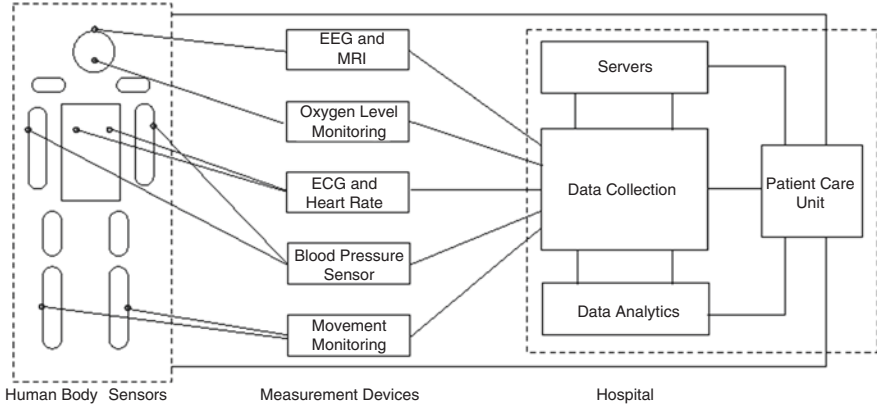 EEG and
MRI
Oxygen Level
Monitoring
ECG and
Heart Rate
Blood Pressure
Sensor
Movement
Monitoring
Servers
Data Collection
Data Analytics
Patient Care
Unit
Human Body Sensors
Measurement Devices
Hospital